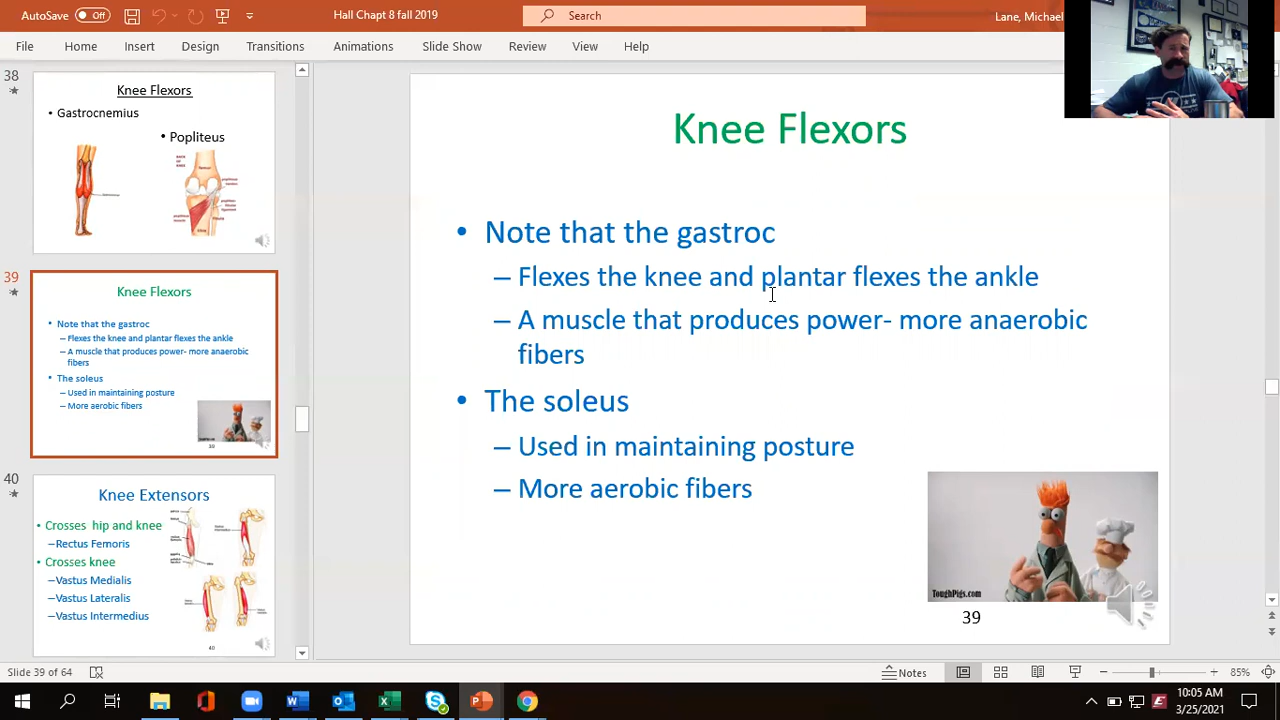 AutoSave Off
Hall Chapt 8 fall 2019
Search
Lane, Michael
File Home Insert Design Transitions Animations Slide Show Review View Help
38
Knee Flexors
• Gastrocnemius
• Popliteus
39
Knee Flexors
• Note that the gastroc
– Flexes the knee and plantar flexes the ankle
– A muscle that produces power- more anaerobic
fibers
• The soleus
– Used in maintaining posture
– More aerobic fibers
39
40
Knee Extensors
• Crosses hip and knee
–Rectus Femoris
• Crosses knee
–Vastus Medialis
–Vastus Lateralis
–Vastus Intermedius
40
Knee Flexors
• Note that the gastroc
– Flexes the knee and plantar flexes the ankle
– A muscle that produces power- more anaerobic
fibers
• The soleus
– Used in maintaining posture
– More aerobic fibers
ToughPigs.com
39
Slide 39 of 64
Notes
85%
10:05 AM
3/25/2021